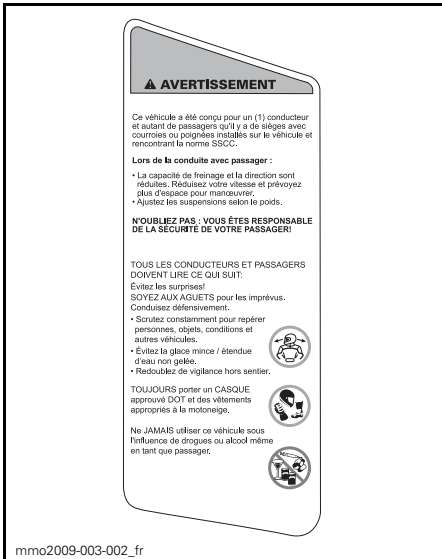 AVERTISSEMENT
Ce véhicule a été conçu pour un (1) conducteur
et autant de passagers qu'il y a de sièges avec
courroies ou poignées installés sur le véhicule et
rencontrant la norme SSCC.
Lors de la conduite avec passager :
• La capacité de freinage et la direction sont
réduites. Réduisez votre vitesse et prévoyez
plus d'espace pour manœuvrer.
• Ajustez les suspensions selon le poids.
N'OUBLIEZ PAS : VOUS ÊTES RESPONSABLE
DE LA SÉCURITÉ DE VOTRE PASSAGER!
TOUS LES CONDUCTEURS ET PASSAGERS
DOIVENT LIRE CE QUI SUIT:
Évitez les surprises!
SOYEZ AUX AGUETS pour les imprévus.
Conduisez défensivement.
• Scrutez constamment pour repérer
personnes, objets, conditions et
autres véhicules.
• Évitez la glace mince / étendue
d'eau non gelée.
• Redoublez de vigilance hors sentier.
TOUJOURS porter un CASQUE
approuvé DOT et des vêtements
appropriés à la motoneige.
Ne JAMAIS utiliser ce véhicule sous
l'influence de drogues ou alcool même
en tant que passager.
mmo2009-003-002_fr